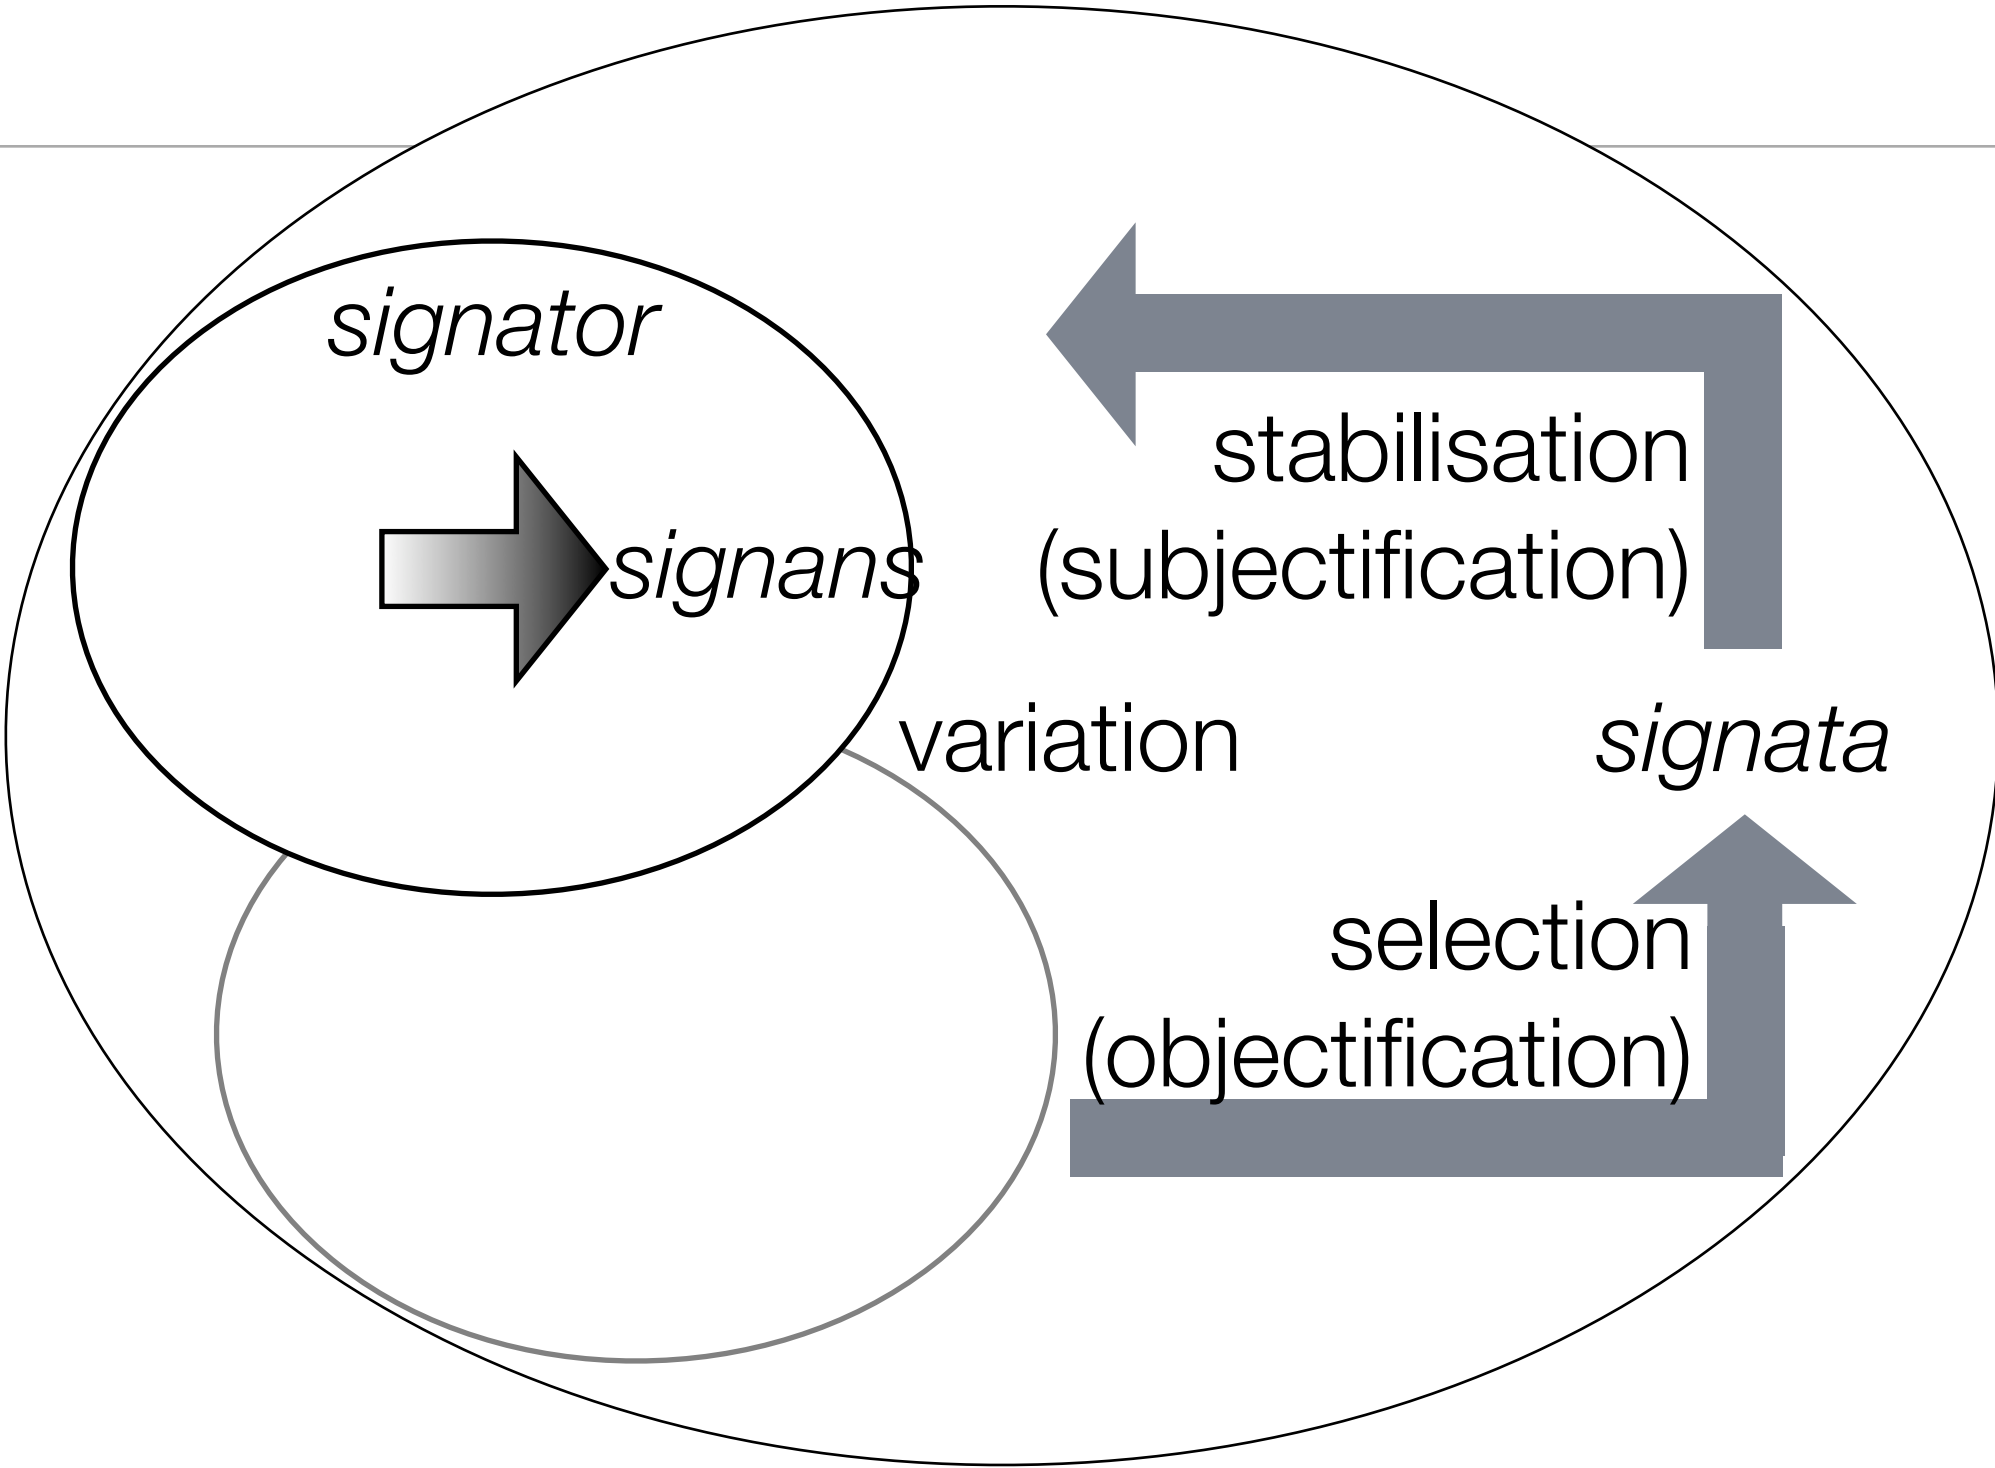 signator
signans
stabilisation
(subjectification)
variation
signata
selection
(objectification)